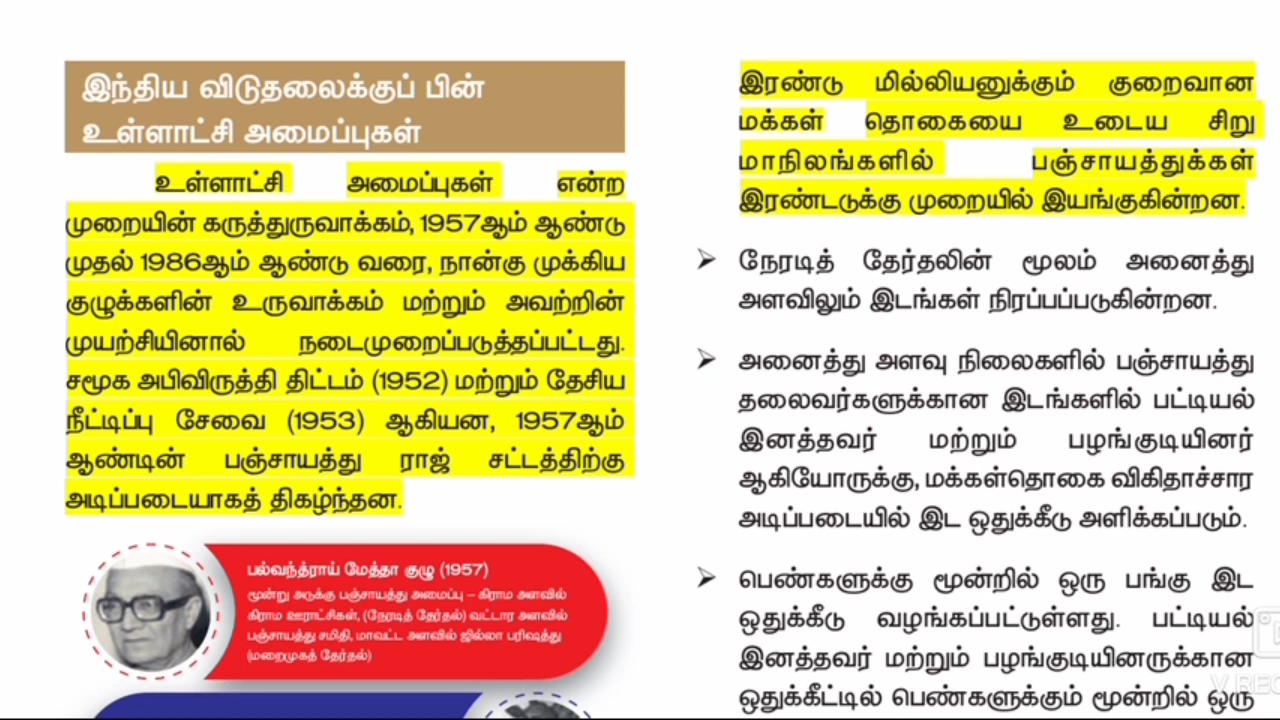 இந்திய விடுதலைக்குப் பின்
உள்ளாட்சி அமைப்புகள்
உள்ளாட்சி அமைப்புகள் என்ற
முறையின் கருத்துருவாக்கம், 1957ஆம் ஆண்டு
முதல் 1986ஆம் ஆண்டு வரை, நான்கு முக்கிய
குழுக்களின் உருவாக்கம் மற்றும் அவற்றின்
முயற்சியினால் நடைமுறைப்படுத்தப்பட்டது.
சமூக அபிவிருத்தி திட்டம் (1952) மற்றும் தேசிய
நீட்டிப்பு சேவை (1953) ஆகியன, 1957ஆம்
ஆண்டின் பஞ்சாயத்து ராஜ் சட்டத்திற்கு
அடிப்படையாகத் திகழ்ந்தன.
பல்வந்த்ராய் மேத்தா குழு (1957)
மூன்று அடுக்கு பஞ்சாயத்து அமைப்பு – கிராம அளவில்
கிராம ஊராட்சிகள், (நேரடித் தேர்தல்) வட்டார அளவில்
பஞ்சாயத்து சமிதி, மாவட்ட அளவில் ஜில்லா பரிஷத்து
(மறைமுகத் தேர்தல்)
இரண்டு மில்லியனுக்கும் குறைவான
மக்கள் தொகையை உடைய சிறு
மாநிலங்களில் பஞ்சாயத்துக்கள்
இரண்டடுக்கு முறையில் இயங்குகின்றன.
➢ நேரடித் தேர்தலின் மூலம் அனைத்து
அளவிலும் இடங்கள் நிரப்பப்படுகின்றன.
➢ அனைத்து அளவு நிலைகளில் பஞ்சாயத்து
தலைவர்களுக்கான இடங்களில் பட்டியல்
இனத்தவர் மற்றும் பழங்குடியினர்
ஆகியோருக்கு, மக்கள்தொகை விகிதாச்சார
அடிப்படையில் இட ஒதுக்கீடு அளிக்கப்படும்.
➢ பெண்களுக்கு மூன்றில் ஒரு பங்கு இட
ஒதுக்கீடு வழங்கப்பட்டுள்ளது. பட்டியல்
இனத்தவர் மற்றும் பழங்குடியினருக்கான
ஒதுக்கீட்டில் பெண்களுக்கும் மூன்றில் ஒரு